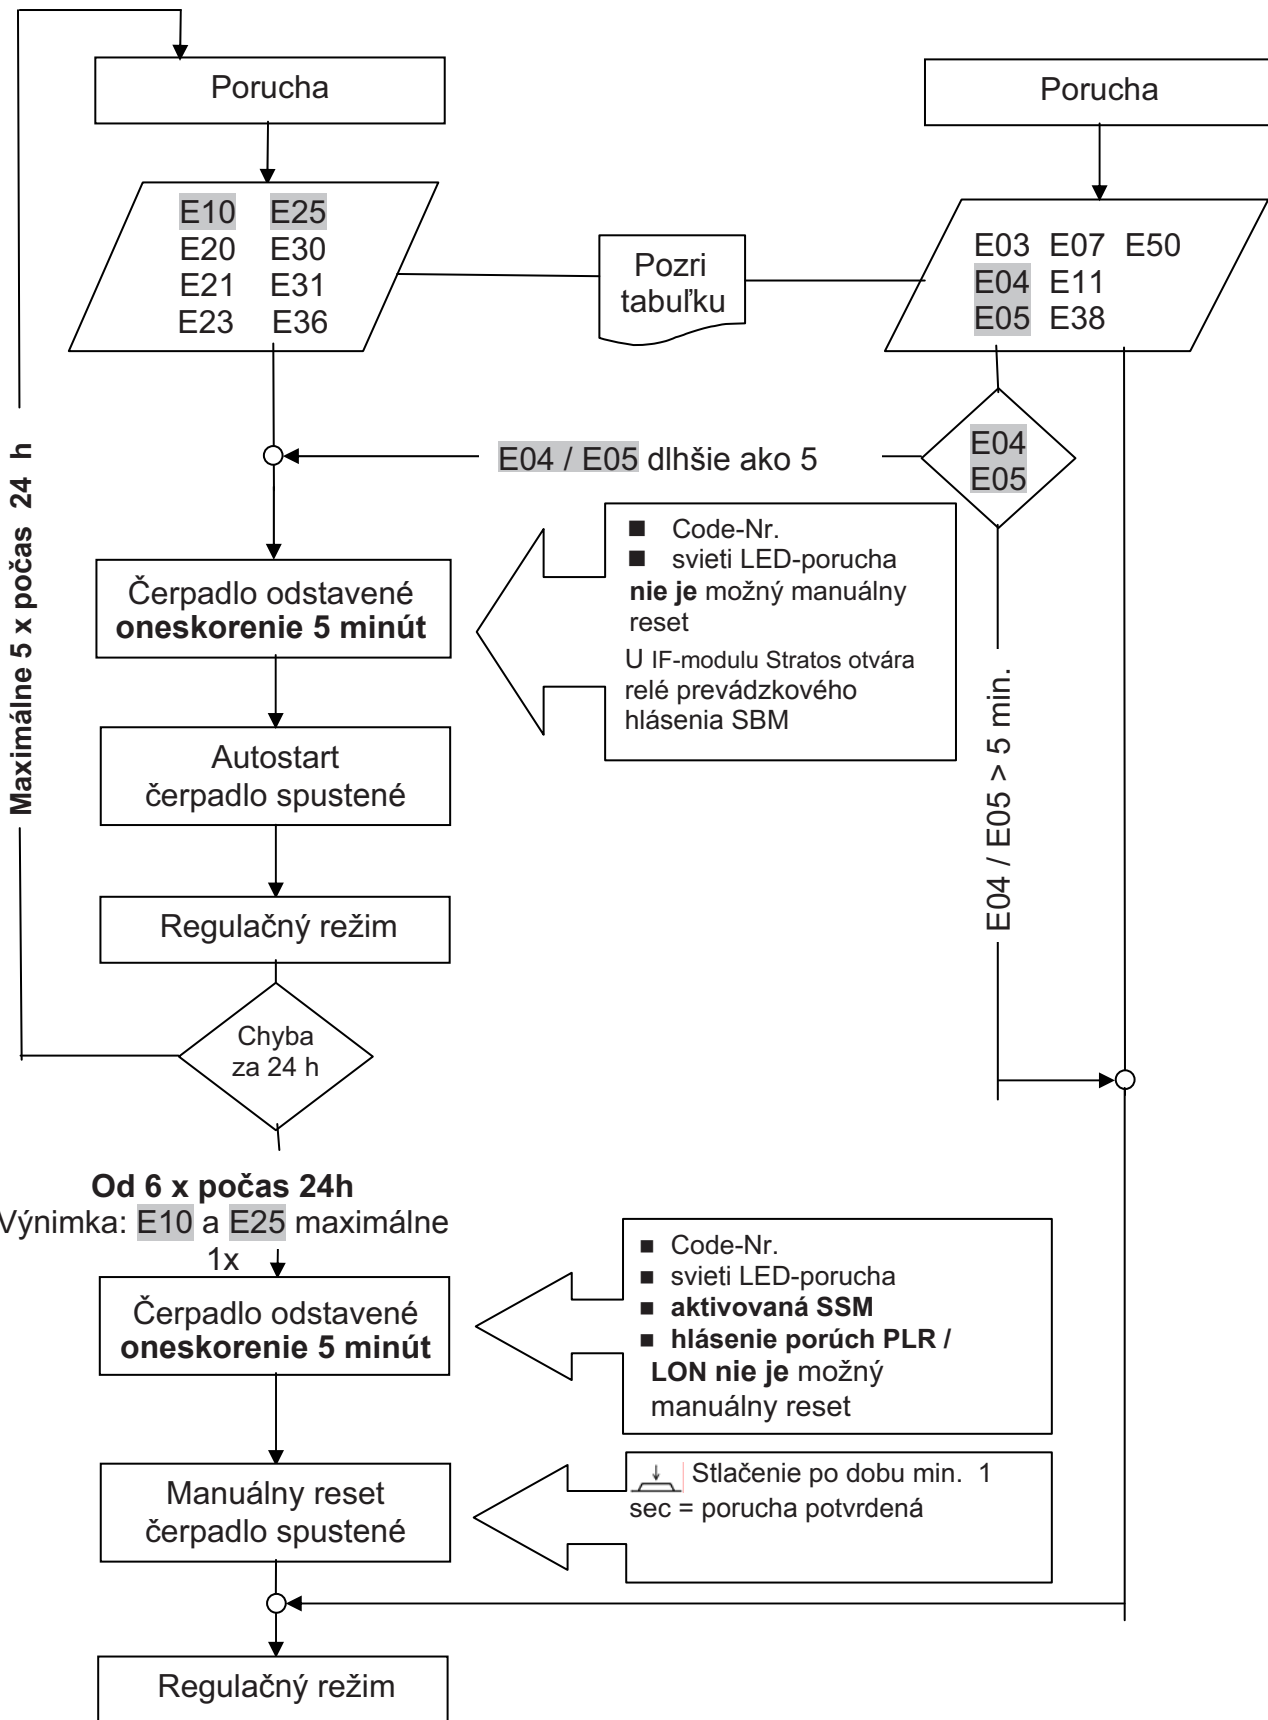 Porucha
E10 E25
E20 E30
E21 E31
E23 E36
Pozri
tabuľku
Porucha
E03 E07 E50
E04 E11
E05 E38
E04
E05
E04 / E05 dlhšie ako 5
Maximálne 5 x počas 24 h
Čerpadlo odstavené
oneskorenie 5 minút
■ Code-Nr.
■ svieti LED-porucha
nie je možný manuálny
reset
U IF-modulu Stratos otvára
relé prevádzkového
hlásenia SBM
E04 / E05 > 5 min.
Autostart
čerpadlo spustené
Regulačný režim
Chyba
za 24 h
Od 6 x počas 24h
Výnimka: E10 a E25 maximálne
1x
Čerpadlo odstavené
oneskorenie 5 minút
■ Code-Nr.
■ svieti LED-porucha
■ aktivovaná SSM
■ hlásenie porúch PLR /
LON nie je možný
manuálny reset
Manuálny reset
čerpadlo spustené
Stlačenie po dobu min. 1
sec = porucha potvrdená
Regulačný režim